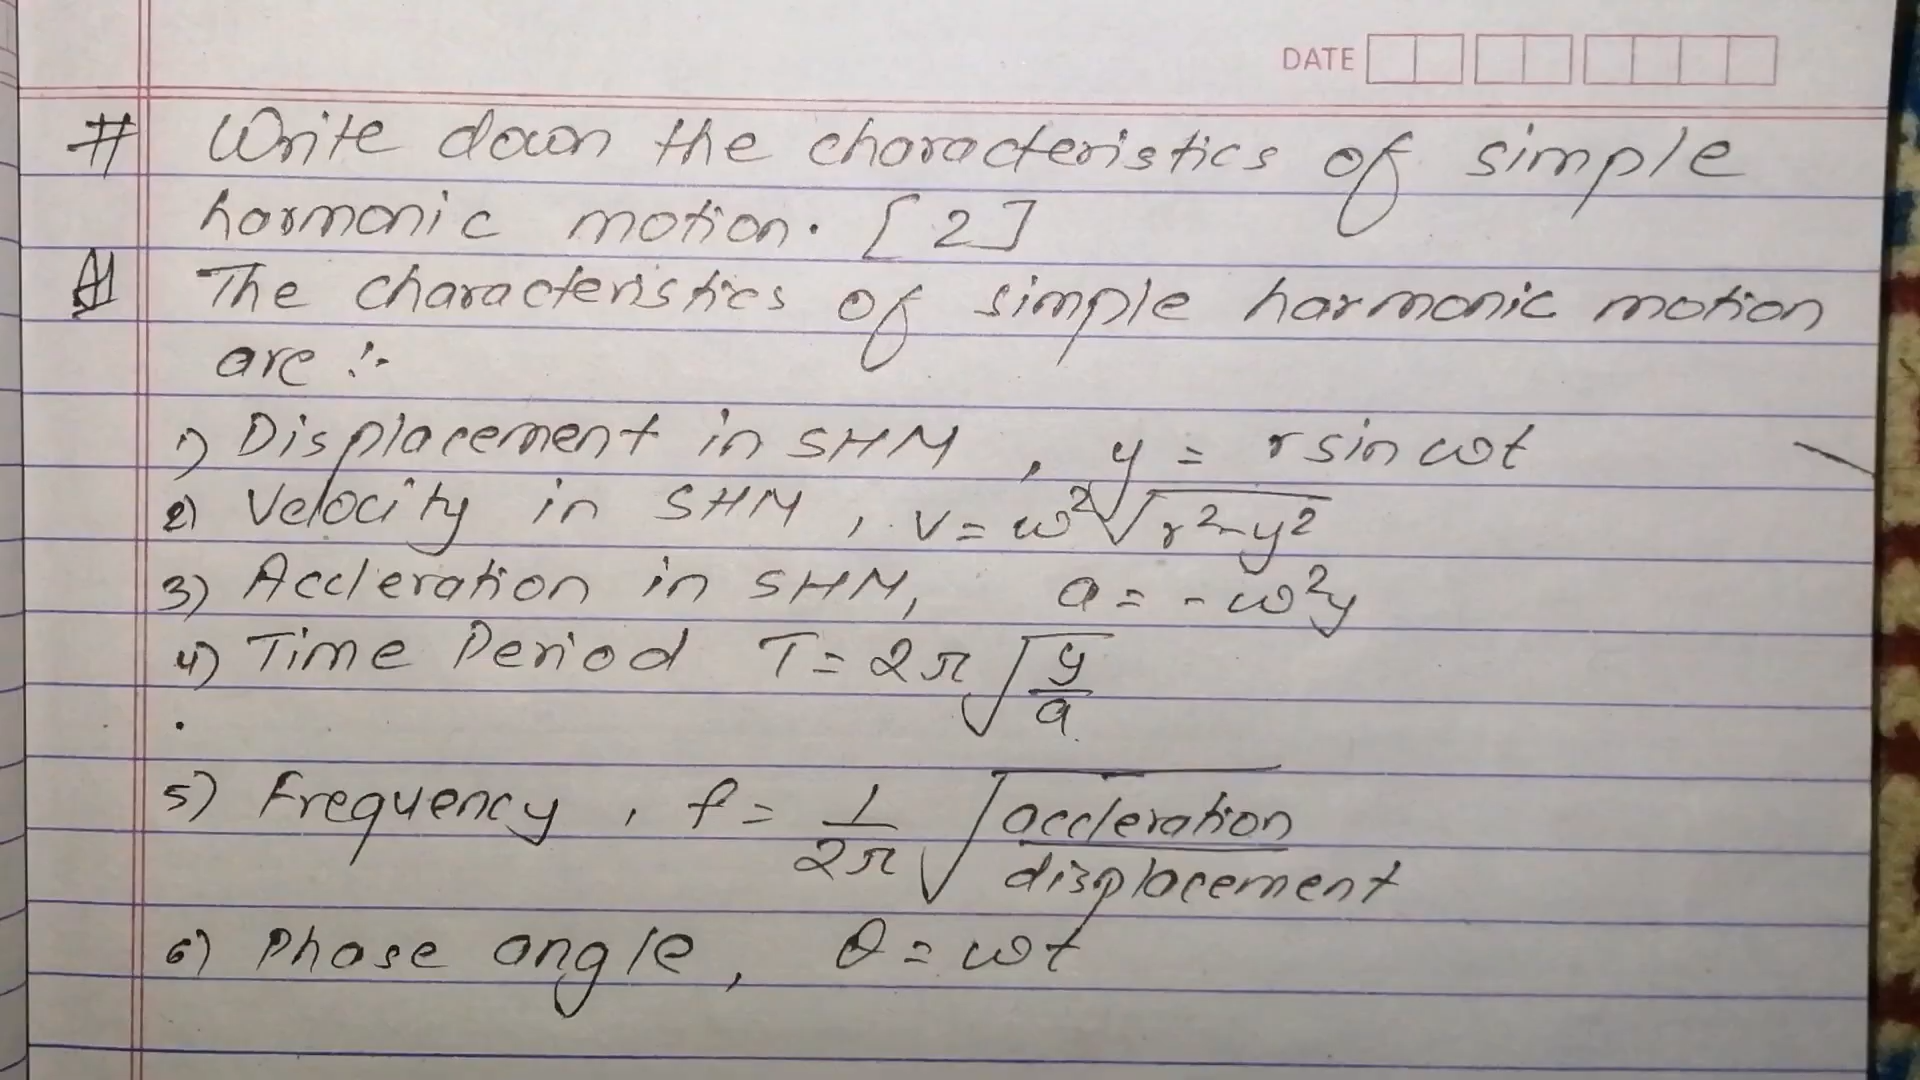 DATE
# Write down the characteristics of simple
harmonic motion. [2]
The characteristics of simple harmonic motion
are :-
1) Displacement in SHM , y = r sin ωt
2) Velocity in SHM , v = ω²√r²-y²
3) Accleration in SHM, a = -ω²y
4) Time Period T = 2π√y/a
5) Frequency , f = 1/2π √accleration/displacement
6) Phase angle, θ = ωt